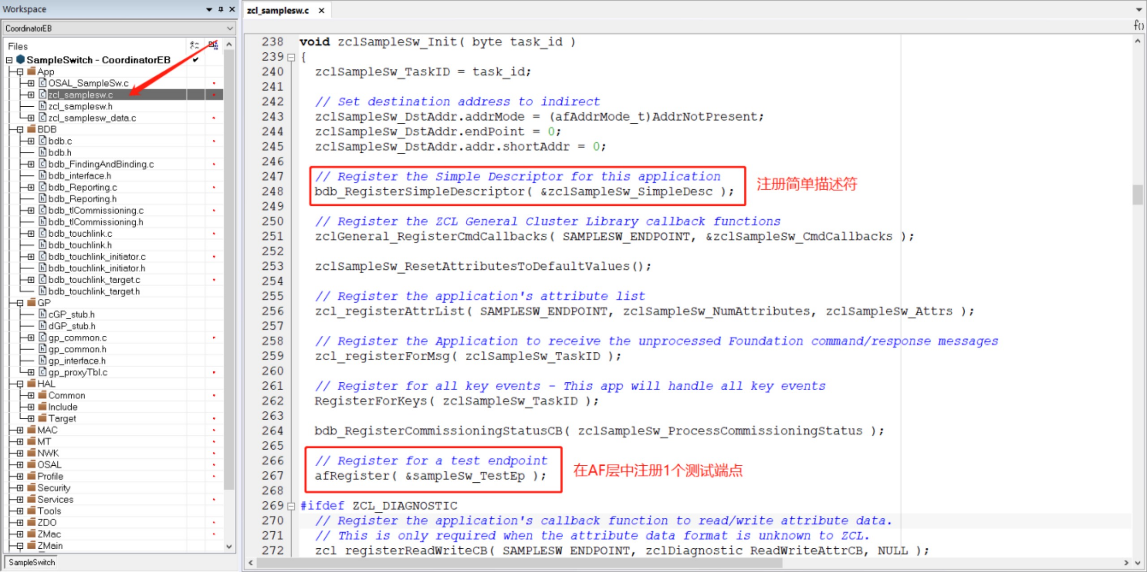 Workspace
CoordinatorEB
Files
SampleSwitch - CoordinatorEB
App
OSAL_SampleSw.c
zcl_samplesw.c
zcl_samplesw.h
zcl_samplesw_data.c
BDB
bdb.c
bdb.h
bdb_FindingAndBinding.c
bdb_interface.h
bdb_Reporting.c
bdb_Reporting.h
bdb_tlCommissioning.c
bdb_tlCommissioning.h
bdb_touchlink.c
bdb_touchlink.h
bdb_touchlink_initiator.c
bdb_touchlink_initiator.h
bdb_touchlink_target.c
bdb_touchlink_target.h
GP
cGP_stub.h
dGP_stub.h
gp_common.c
gp_common.h
gp_interface.h
gp_proxyTbl.c
HAL
Common
Include
Target
MAC
MT
NWK
OSAL
Profile
Security
Services
Tools
ZDO
ZMac
ZMain
SampleSwitch
zcl_samplesw.c ×
f()
238 void zclSampleSw_Init( byte task_id )
239 {
240 zclSampleSw_TaskID = task_id;
241
242 // Set destination address to indirect
243 zclSampleSw_DstAddr.addrMode = (afAddrMode_t)AddrNotPresent;
244 zclSampleSw_DstAddr.endPoint = 0;
245 zclSampleSw_DstAddr.addr.shortAddr = 0;
246
247 // Register the Simple Descriptor for this application
248 bdb_RegisterSimpleDescriptor( &zclSampleSw_SimpleDesc );
注册简单描述符
249
250 // Register the ZCL General Cluster Library callback functions
251 zclGeneral_RegisterCmdCallbacks( SAMPLESW_ENDPOINT, &zclSampleSw_CmdCallbacks );
252
253 zclSampleSw_ResetAttributesToDefaultValues();
254
255 // Register the application's attribute list
256 zcl_registerAttrList( SAMPLESW_ENDPOINT, zclSampleSw_NumAttributes, zclSampleSw_Attrs );
257
258 // Register the Application to receive the unprocessed Foundation command/response messages
259 zcl_registerForMsg( zclSampleSw_TaskID );
260
261 // Register for all key events - This app will handle all key events
262 RegisterForKeys( zclSampleSw_TaskID );
263
264 bdb_RegisterCommissioningStatusCB( zclSampleSw_ProcessCommissioningStatus );
265
266 // Register for a test endpoint
267 afRegister( &sampleSw_TestEp );
在AF层中注册1个测试端点
268
269 #ifdef ZCL_DIAGNOSTIC
270 // Register the application's callback function to read/write attribute data.
271 // This is only required when the attribute data format is unknown to ZCL.
272 zcl_registerReadWriteCB( SAMPLESW_ENDPOINT, zclDiagnostic_ReadWriteAttrCB, NULL );